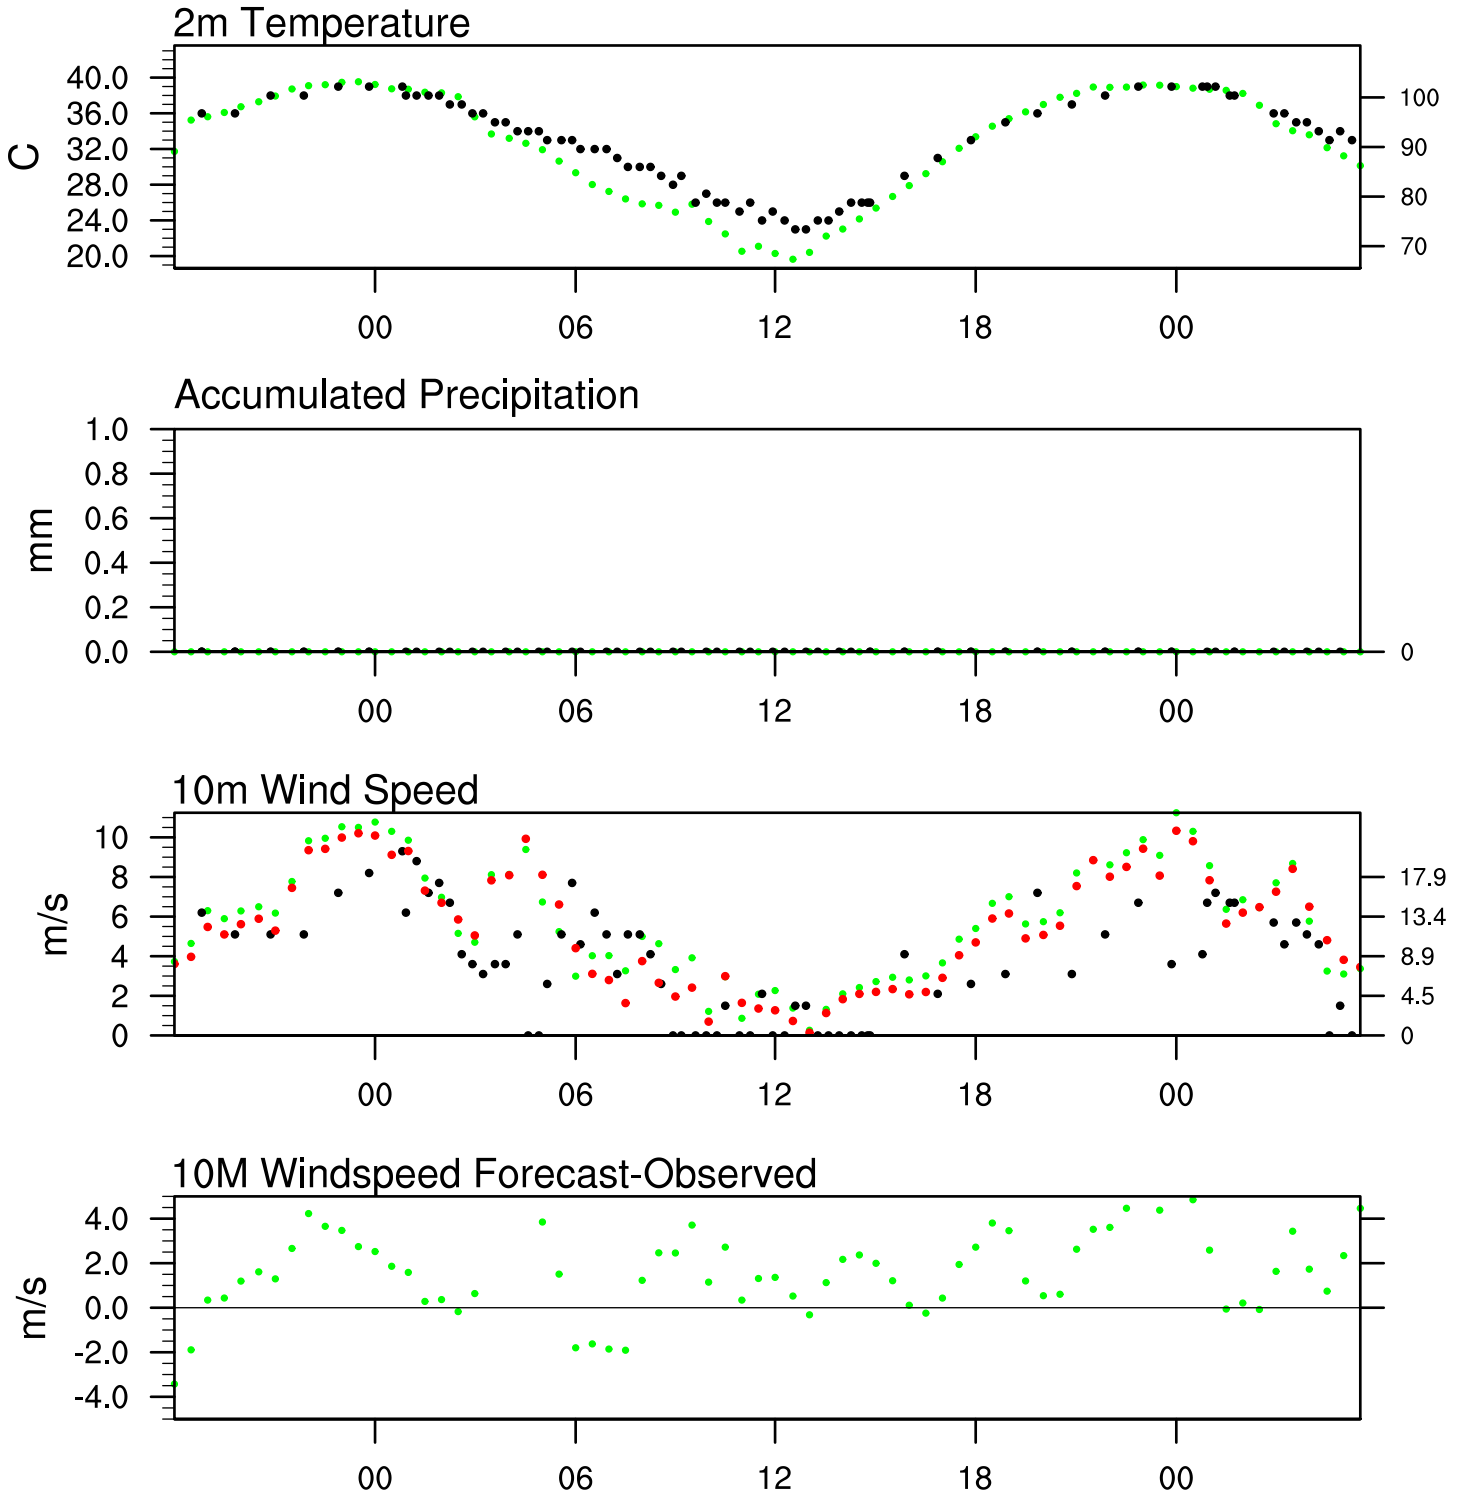 2m Temperature
40.0
36.0
32.0
28.0
24.0
20.0
C
100
90
80
70
00 06 12 18 00
Accumulated Precipitation
1.0
0.8
0.6
0.4
0.2
0.0
mm
0
00 06 12 18 00
10m Wind Speed
10
8
6
4
2
0
m/s
17.9
13.4
8.9
4.5
0
00 06 12 18 00
10M Windspeed Forecast-Observed
4.0
2.0
0.0
-2.0
-4.0
m/s
00 06 12 18 00